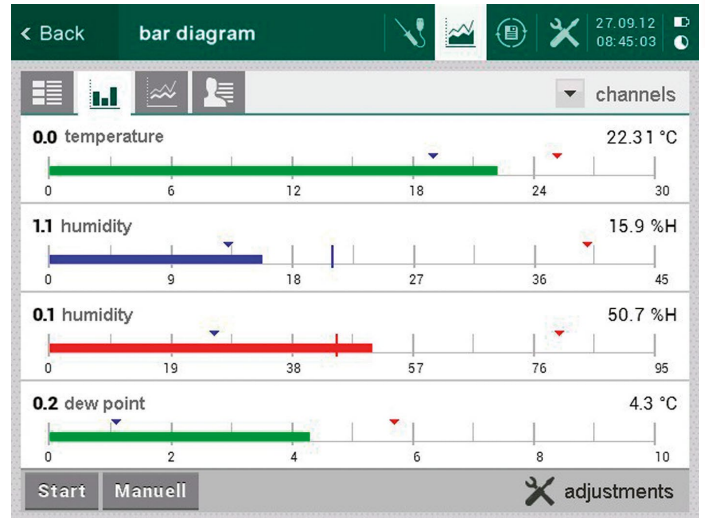 < Back bar diagram 27.09.12
08:45:03
channels
0.0 temperature 22.31 °C
0 6 12 18 24 30
1.1 humidity 15.9 %H
0 9 18 27 36 45
0.1 humidity 50.7 %H
0 19 38 57 76 95
0.2 dew point 4.3 °C
0 2 4 6 8 10
Start Manuell adjustments